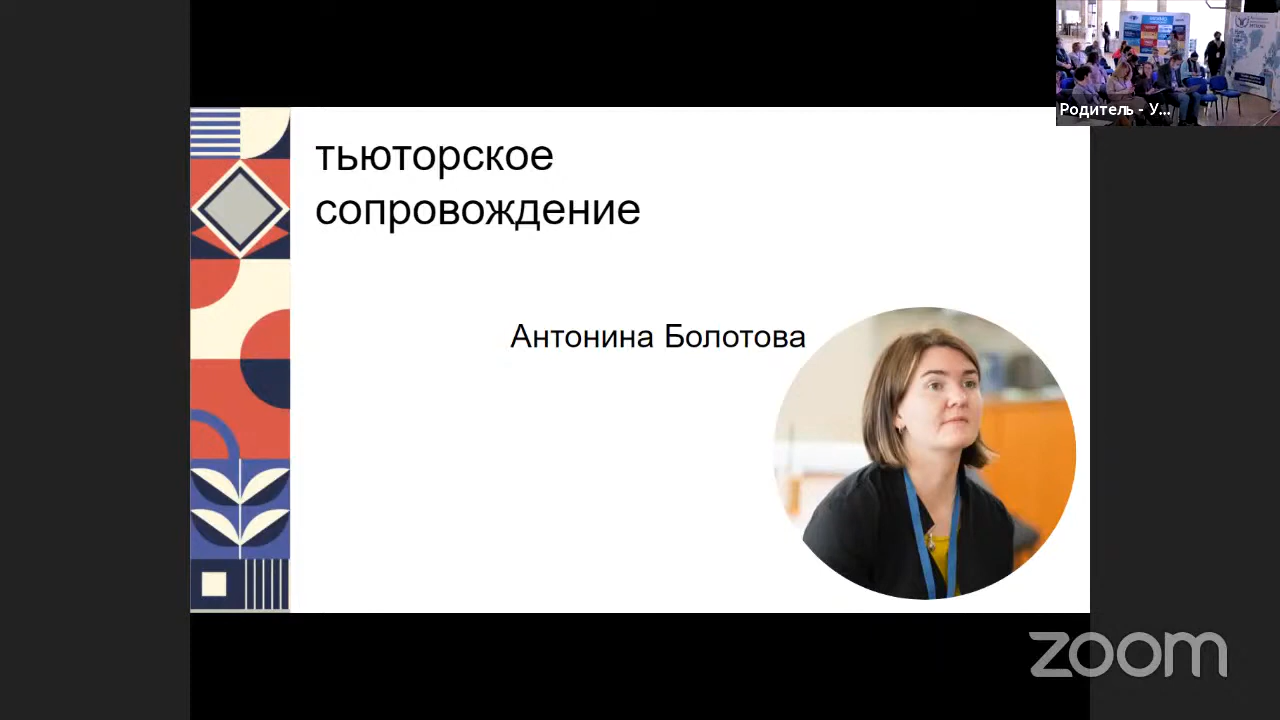 тьюторское
сопровождение
Антонина Болотова
Родитель - У...
zoom